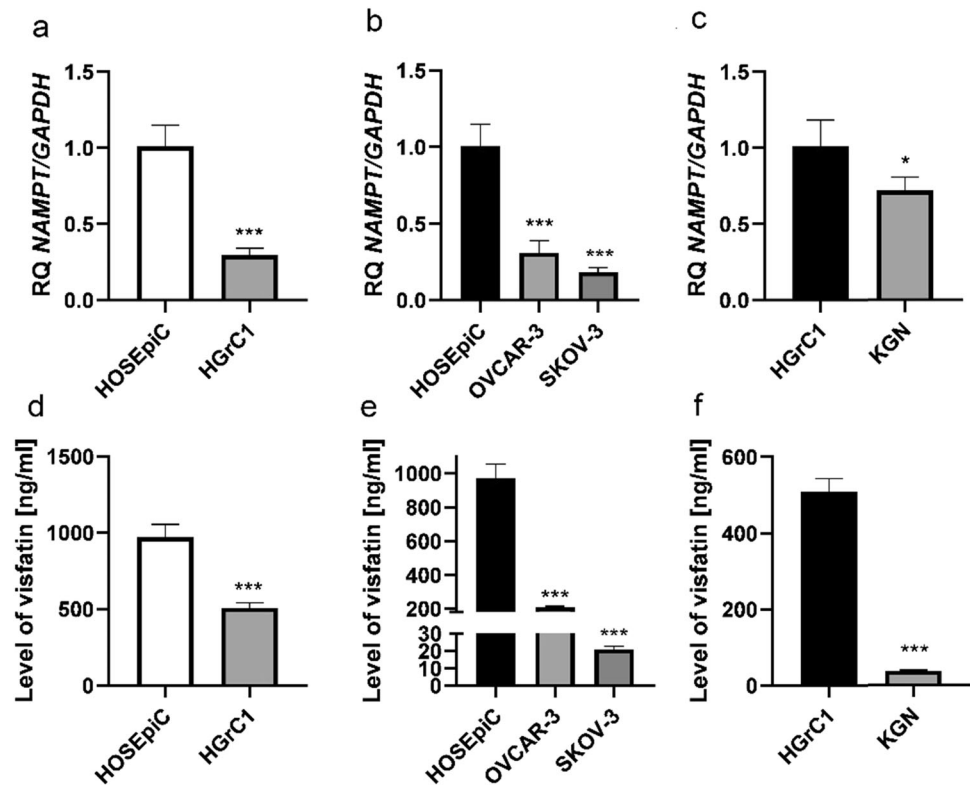 a
RQ NAMPT/GAPDH
1.5
1.0
0.5
0.0
***
HOSEpiC
HGrC1
b
RQ NAMPT/GAPDH
1.5
1.0
0.5
0.0
***
***
HOSEpiC
OVCAR-3
SKOV-3
c
RQ NAMPT/GAPDH
1.5
1.0
0.5
0.0
*
HGrC1
KGN
d
Level of visfatin [ng/ml]
1500
1000
500
0
***
HOSEpiC
HGrC1
e
Level of visfatin [ng/ml]
1000
800
600
400
200
30
20
10
0
***
***
HOSEpiC
OVCAR-3
SKOV-3
f
Level of visfatin [ng/ml]
600
400
200
0
***
HGrC1
KGN